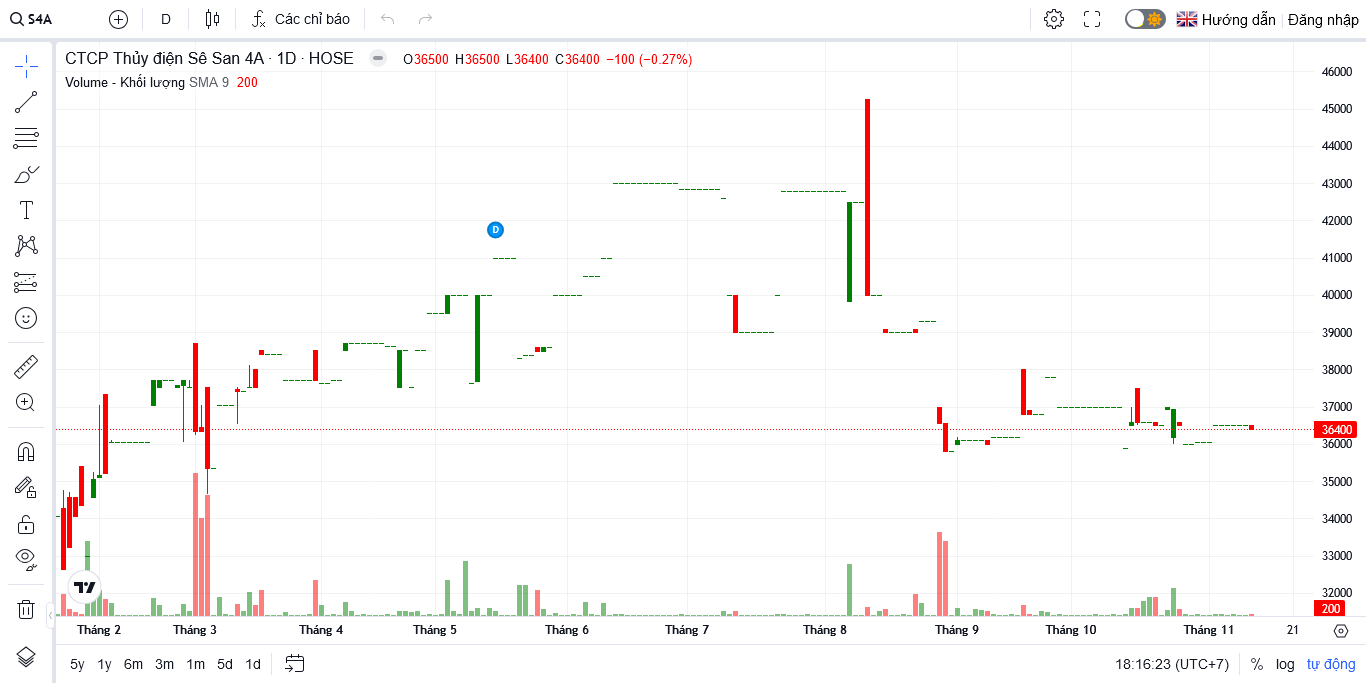 S4A D Các chỉ báo Hướng dẫn Đăng nhập
CTCP Thủy điện Sê San 4A · 1D · HOSE O36500 H36500 L36400 C36400 −100 (−0.27%)
Volume - Khối lượng SMA 9 200
46000
45000
44000
43000
42000
D
41000
40000
39000
38000
37000
36400
36000
35000
34000
33000
32000
200
Tháng 2 Tháng 3 Tháng 4 Tháng 5 Tháng 6 Tháng 7 Tháng 8 Tháng 9 Tháng 10 Tháng 11 21
5y 1y 6m 3m 1m 5d 1d 18:16:23 (UTC+7) % log tự động